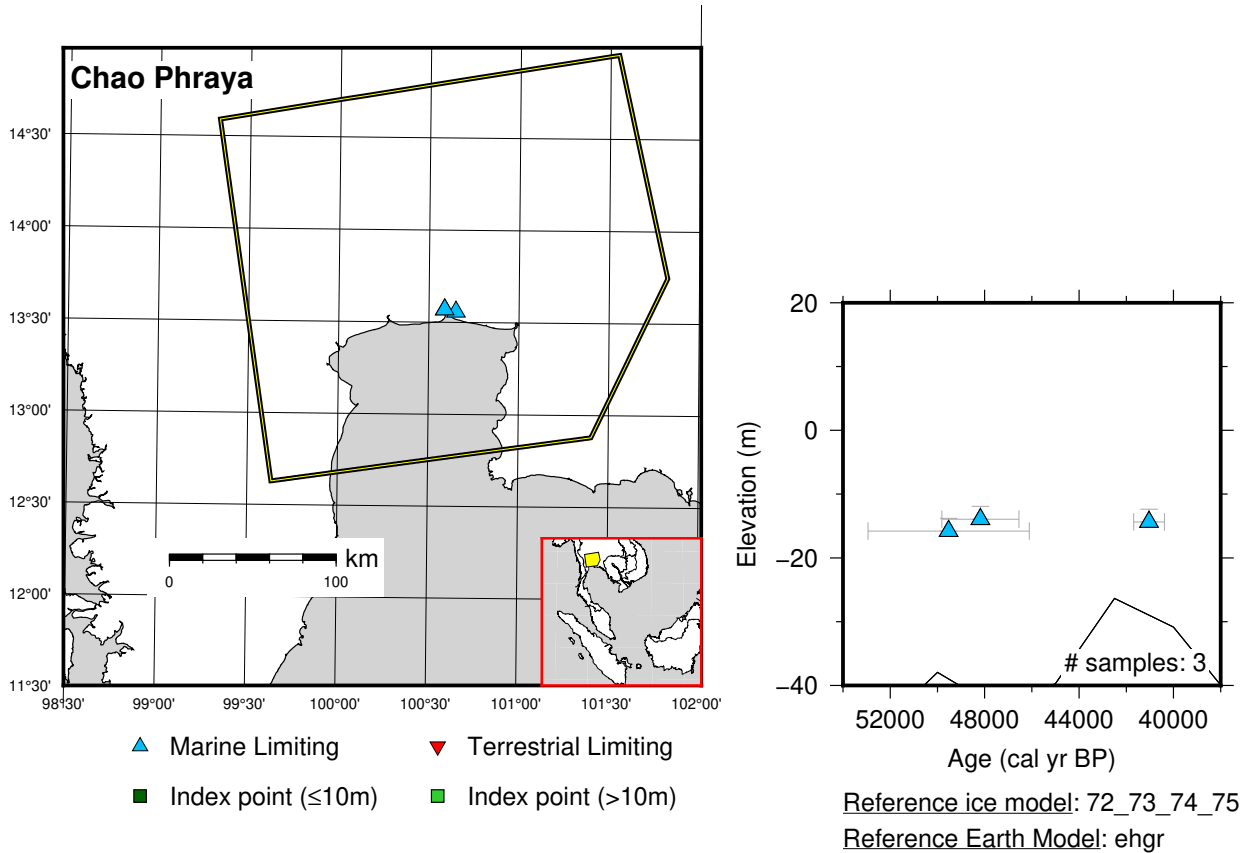 Chao Phraya
14°30'
14°00'
13°30'
13°00'
12°30'
12°00'
11°30'
98°30'
99°00'
99°30'
100°00'
100°30'
101°00'
101°30'
102°00'
km
0
100
Marine Limiting
Terrestrial Limiting
Index point (≤10m)
Index point (>10m)
20
0
−20
−40
Elevation (m)
# samples: 3
52000
48000
44000
40000
Age (cal yr BP)
Reference ice model: 72_73_74_75
Reference Earth Model: ehgr